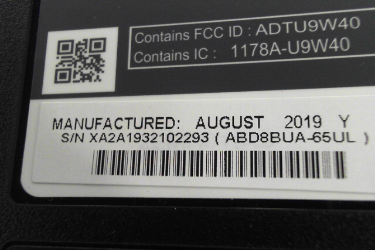 Contains FCC ID : ADTU9W40
Contains IC : 1178A-U9W40
MANUFACTURED: AUGUST 2019 Y
S/N XA2A1932102293 ( ABD8BUA-65UL )